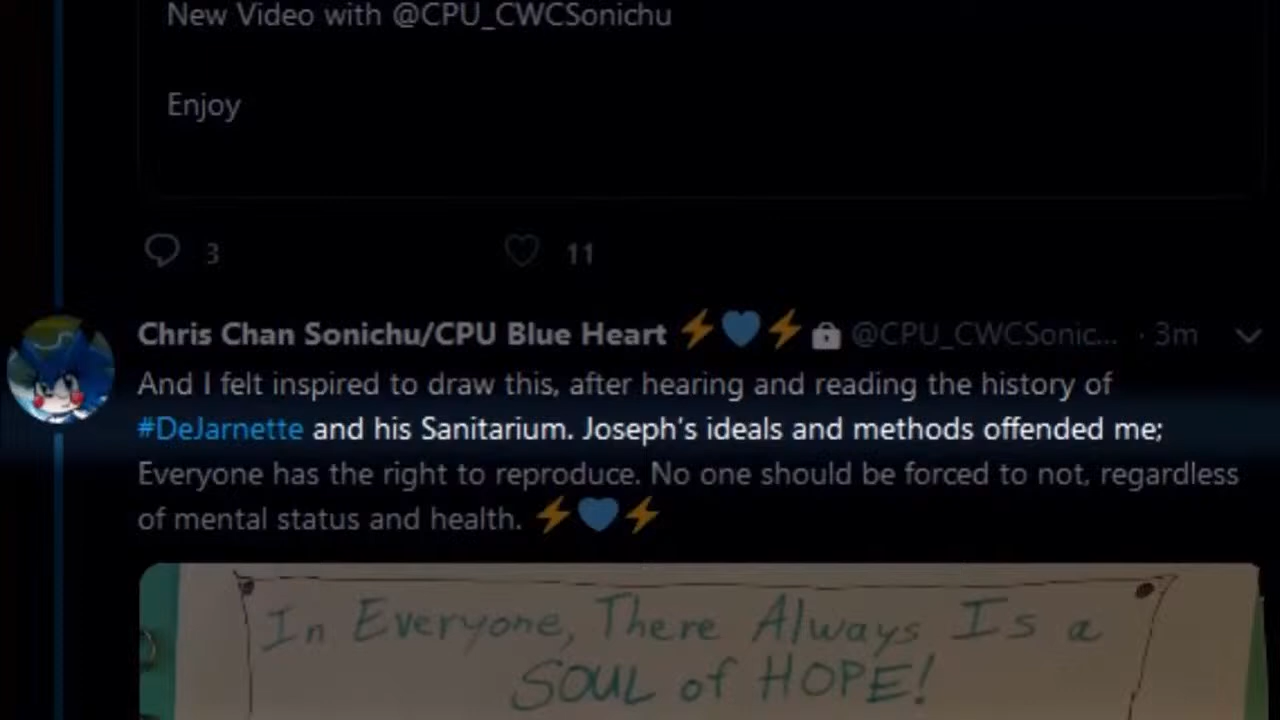 New Video with @CPU_CWCSonichu
Enjoy
3 11
Chris Chan Sonichu/CPU Blue Heart ⚡💙⚡ @CPU_CWCSonic... · 3m
And I felt inspired to draw this, after hearing and reading the history of
#DeJarnette and his Sanitarium. Joseph's ideals and methods offended me;
Everyone has the right to reproduce. No one should be forced to not, regardless
of mental status and health. ⚡💙⚡
In Everyone, There Always Is a
SOUL of HOPE!